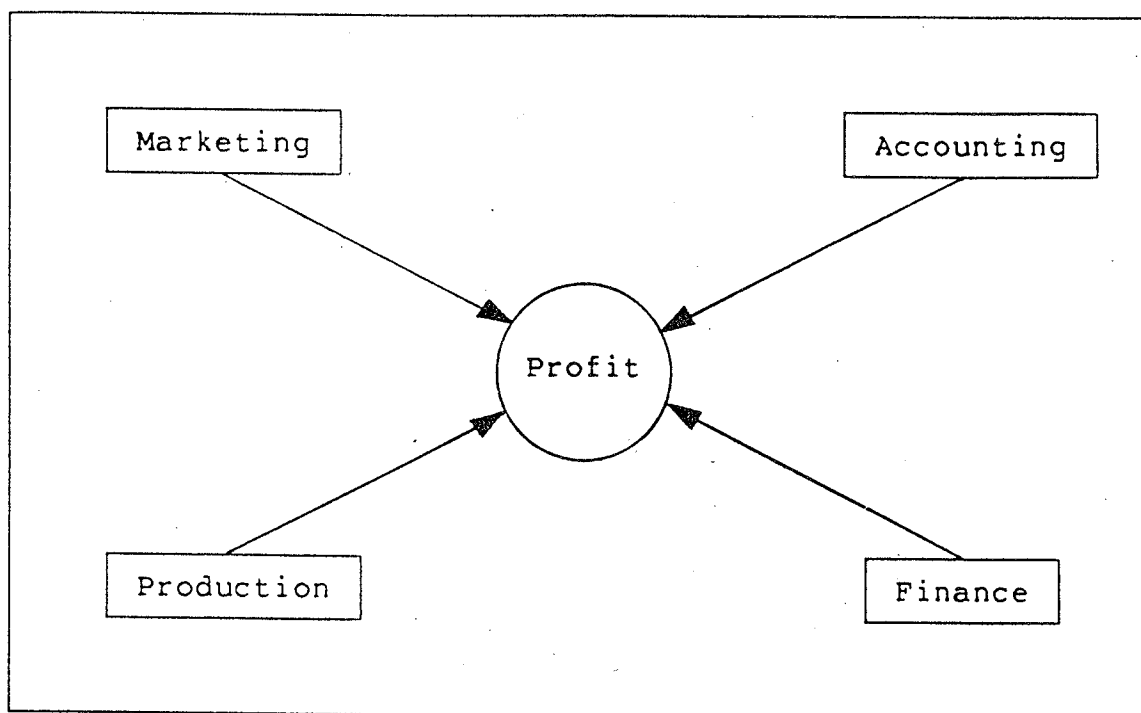 Marketing
Accounting
Profit
Production
Finance